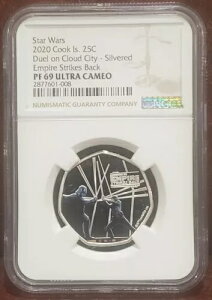 Star Wars
2020 Cook Is. 25C
Duel on Cloud City - Silvered
Empire Strikes Back
PF 69 ULTRA CAMEO
2877601-008
NGC
NUMISMATIC GUARANTY COMPANY
EMPIRE